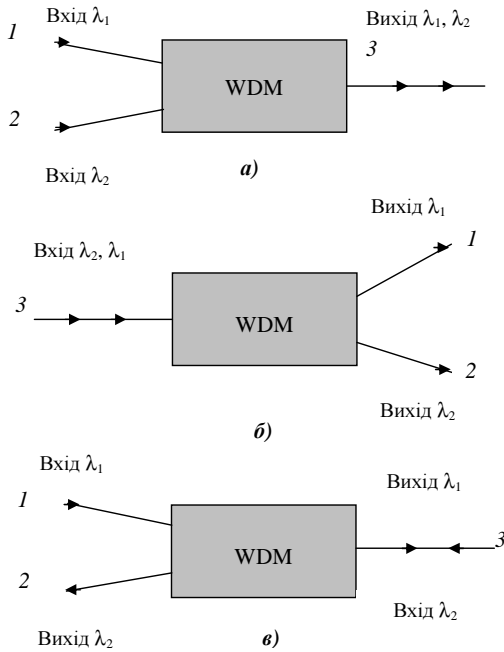 Вхід λ₁
Вихід λ₁, λ₂
1
3
WDM
2
Вхід λ₂
а)
Вихід λ₁
Вхід λ₂, λ₁
1
3
WDM
2
Вихід λ₂
б)
Вхід λ₁
Вихід λ₁
1
WDM
3
2
Вхід λ₂
Вихід λ₂
в)